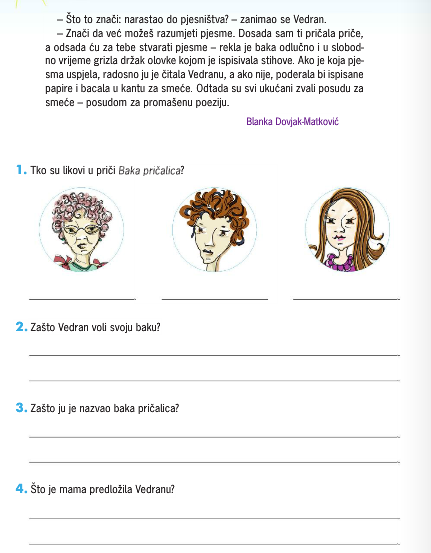 – Što to znači: narastao do pjesništva? – zanimao se Vedran.
– Znači da već možeš razumjeti pjesme. Dosada sam ti pričala priče,
a odsada ću za tebe stvarati pjesme – rekla je baka odlučno i u slobod-
no vrijeme grizla držak olovke kojom je ispisivala stihove. Ako je koja pje-
sma uspjela, radosno ju je čitala Vedranu, a ako nije, poderala bi ispisane
papire i bacala u kantu za smeće. Odtada su svi ukućani zvali posudu za
smeće – posudom za promašenu poeziju.
Blanka Dovjak-Matković
1. Tko su likovi u priči Baka pričalica?
2. Zašto Vedran voli svoju baku?
3. Zašto ju je nazvao baka pričalica?
4. Što je mama predložila Vedranu?